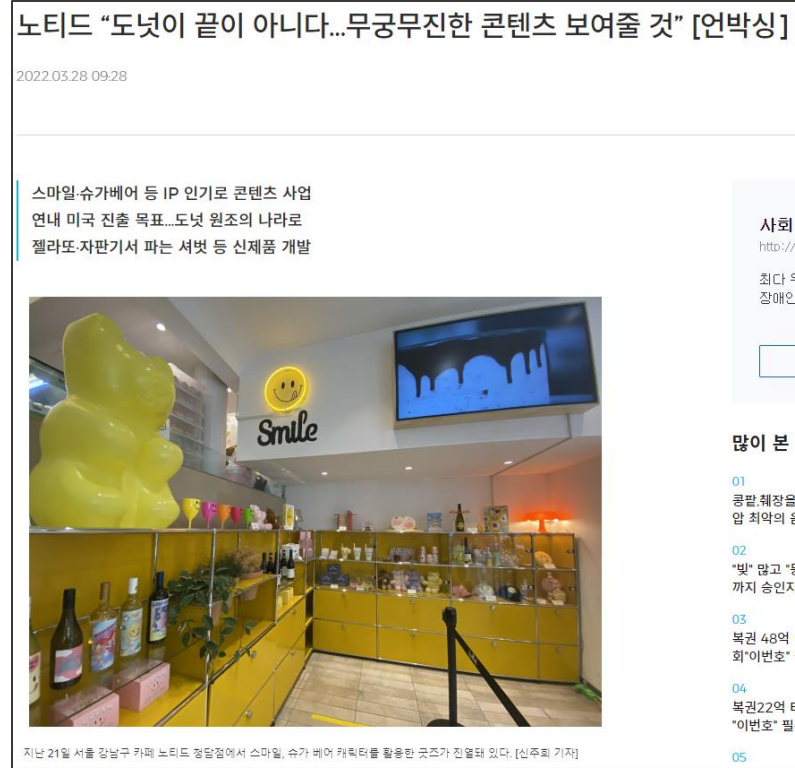 노티드 “도넛이 끝이 아니다...무궁무진한 콘텐츠 보여줄 것” [언박싱]
2022.03.28 09:28
스마일·슈가베어 등 IP 인기로 콘텐츠 사업
연내 미국 진출 목표...도넛 원조의 나라로
젤라또·자판기서 파는 셔벗 등 신제품 개발
Smile
지난 21일 서울 강남구 카페 노티드 청담점에서 스마일, 슈가 베어 캐릭터를 활용한 굿즈가 진열돼 있다. [신주희 기자]
사회
http://
최다
장애인
많이 본
01
콩팥.췌장을
압 최악의
02
"빚" 많고
까지 승인
03
복권 48억
회"이번호"
04
복권22억
"이번호"
05